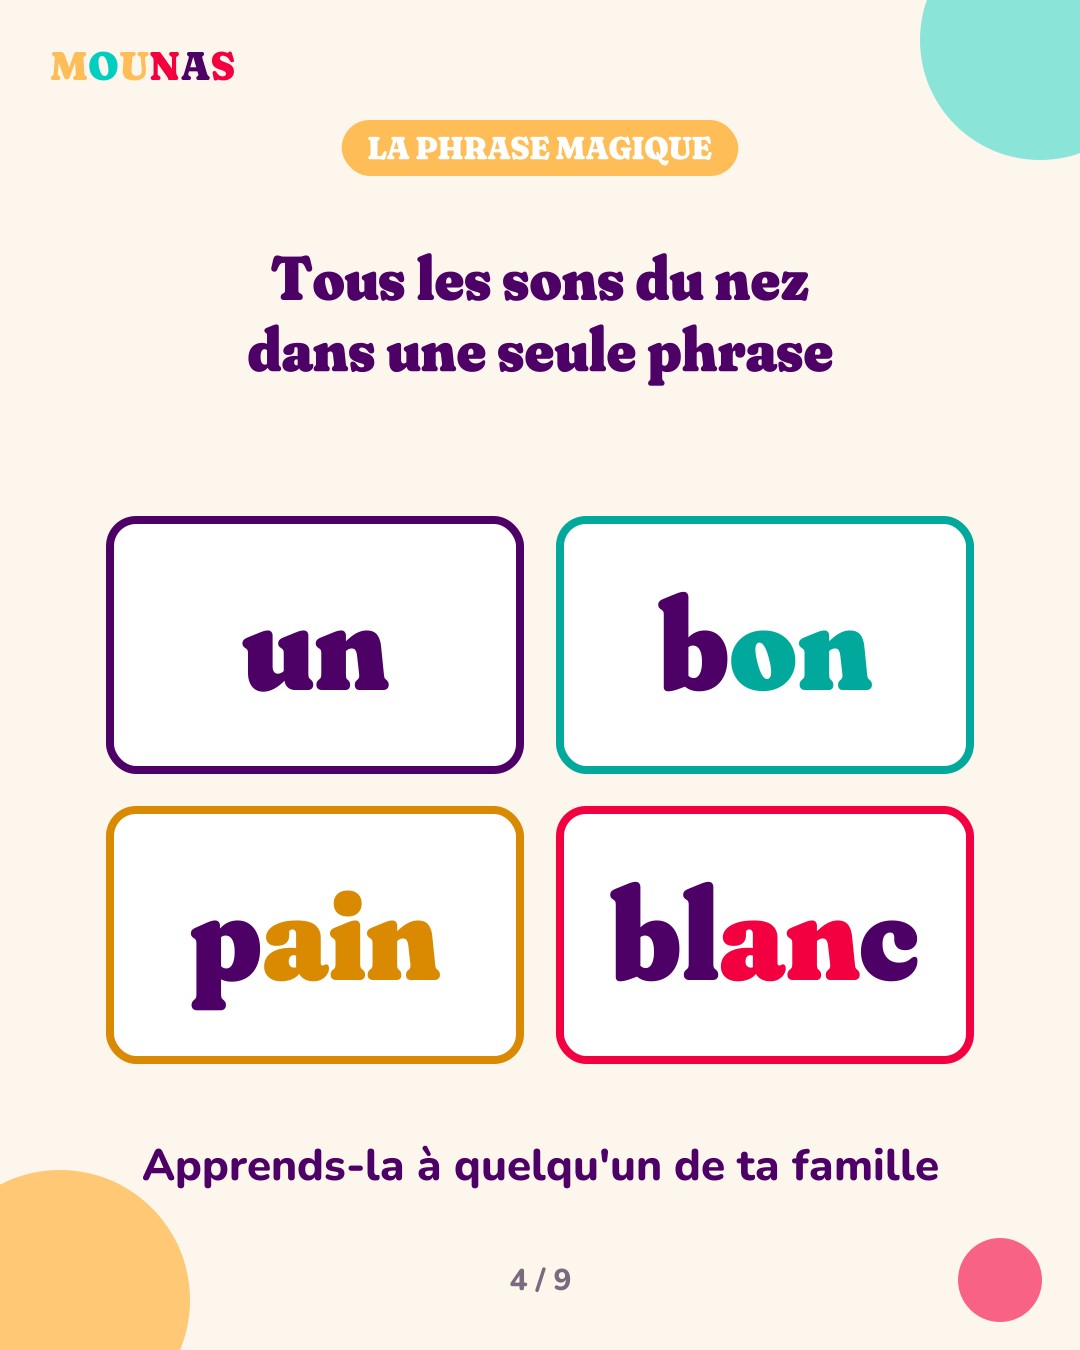 MOUNAS
LA PHRASE MAGIQUE
Tous les sons du nez
dans une seule phrase
un
bon
pain
blanc
Apprends-la à quelqu'un de ta famille
4 / 9